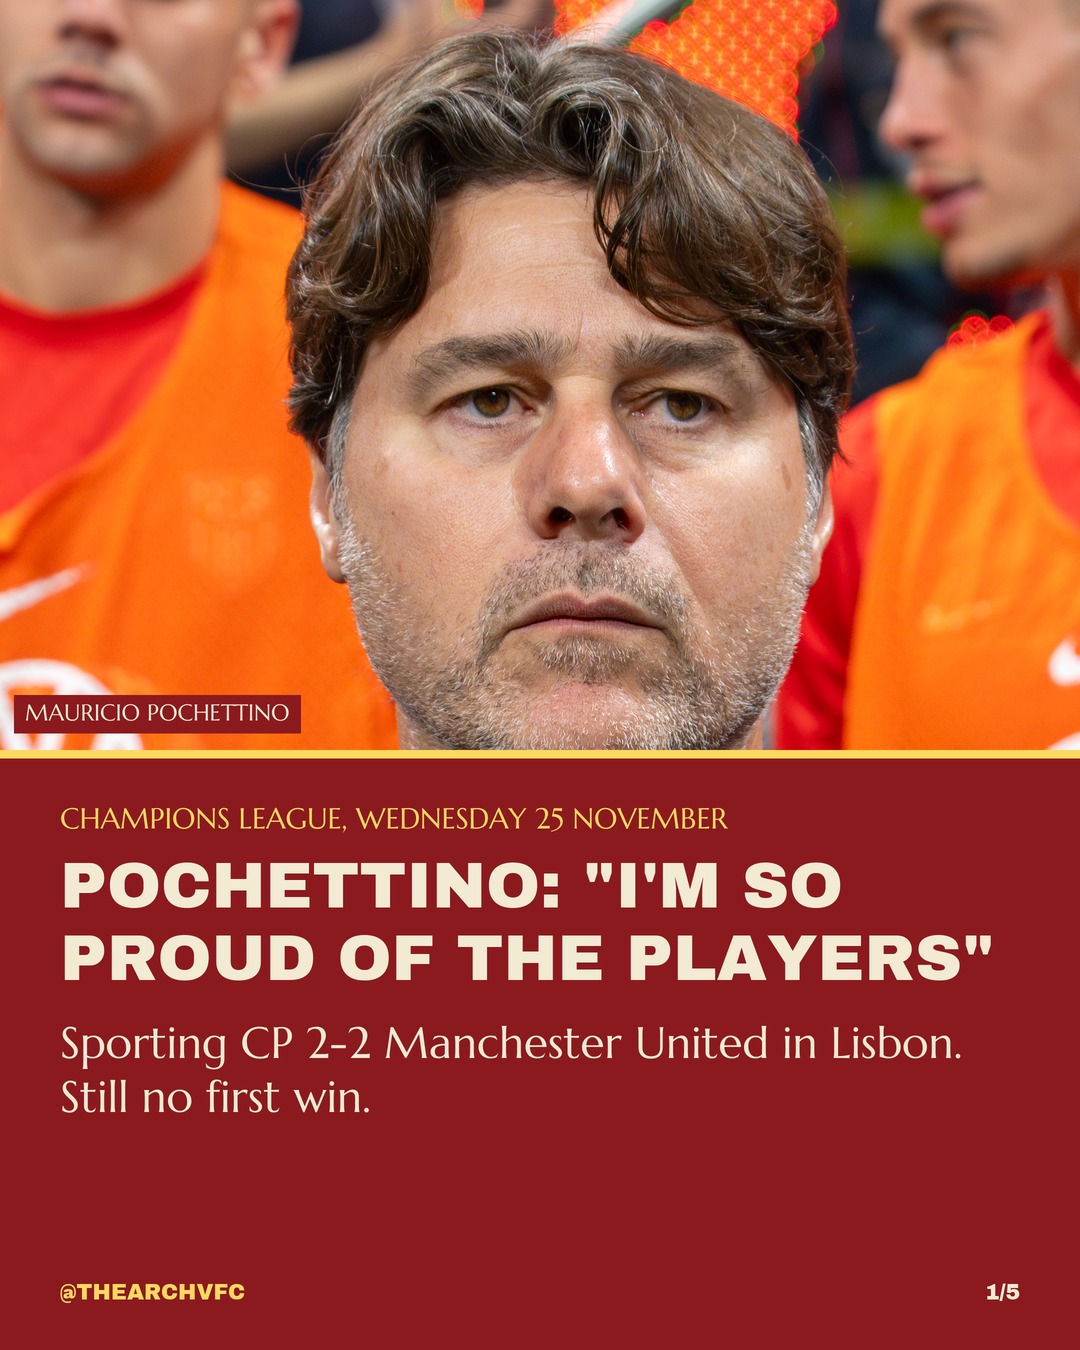 MAURICIO POCHETTINO
CHAMPIONS LEAGUE, WEDNESDAY 25 NOVEMBER
POCHETTINO: "I'M SO
PROUD OF THE PLAYERS"
Sporting CP 2-2 Manchester United in Lisbon.
Still no first win.
@THEARCHVFC
1/5